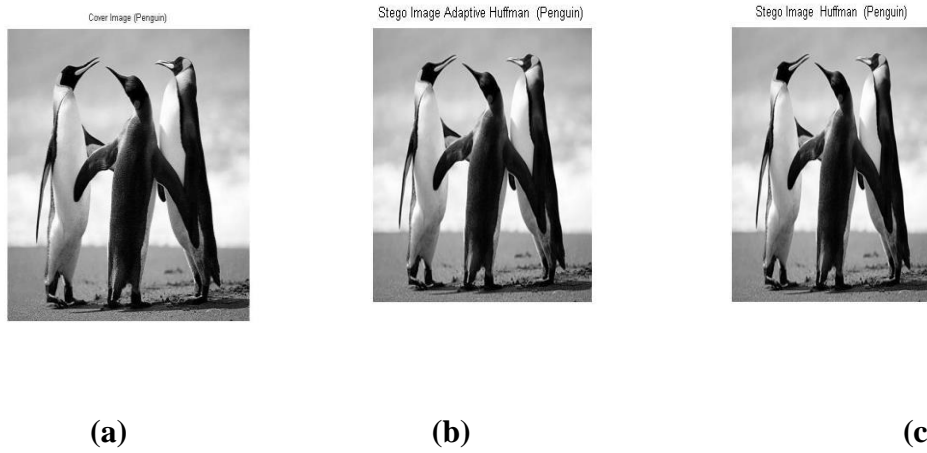 Cover Image (Penguin)
Stego Image Adaptive Huffman (Penguin)
Stego Image Huffman (Penguin)
(a)
(b)
(c